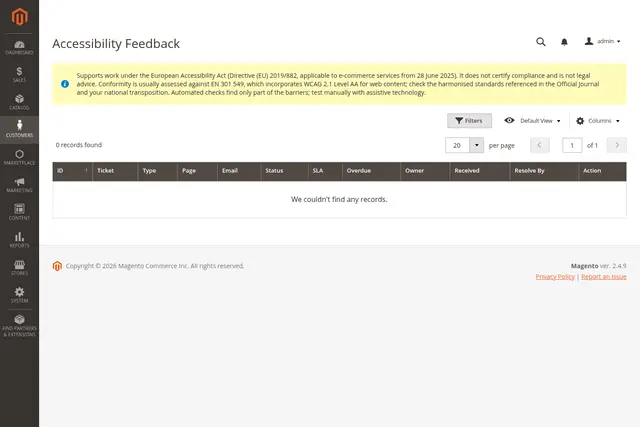 Accessibility Feedback
admin
DASHBOARD
SALES
CATALOG
CUSTOMERS
MARKETPLACE
MARKETING
CONTENT
REPORTS
STORES
SYSTEM
FIND PARTNERS
& EXTENSIONS
Supports work under the European Accessibility Act (Directive (EU) 2019/882, applicable to e-commerce services from 28 June 2025). It does not certify compliance and is not legal
advice. Conformity is usually assessed against EN 301 549, which incorporates WCAG 2.1 Level AA for web content; check the harmonised standards referenced in the Official Journal
and your national transposition. Automated checks find only part of the barriers; test manually with assistive technology.
Filters Default View Columns
0 records found 20 per page 1 of 1
ID Ticket Type Page Email Status SLA Overdue Owner Received Resolve By Action
We couldn't find any records.
Copyright © 2026 Magento Commerce Inc. All rights reserved. Magento ver. 2.4.9
Privacy Policy | Report an Issue